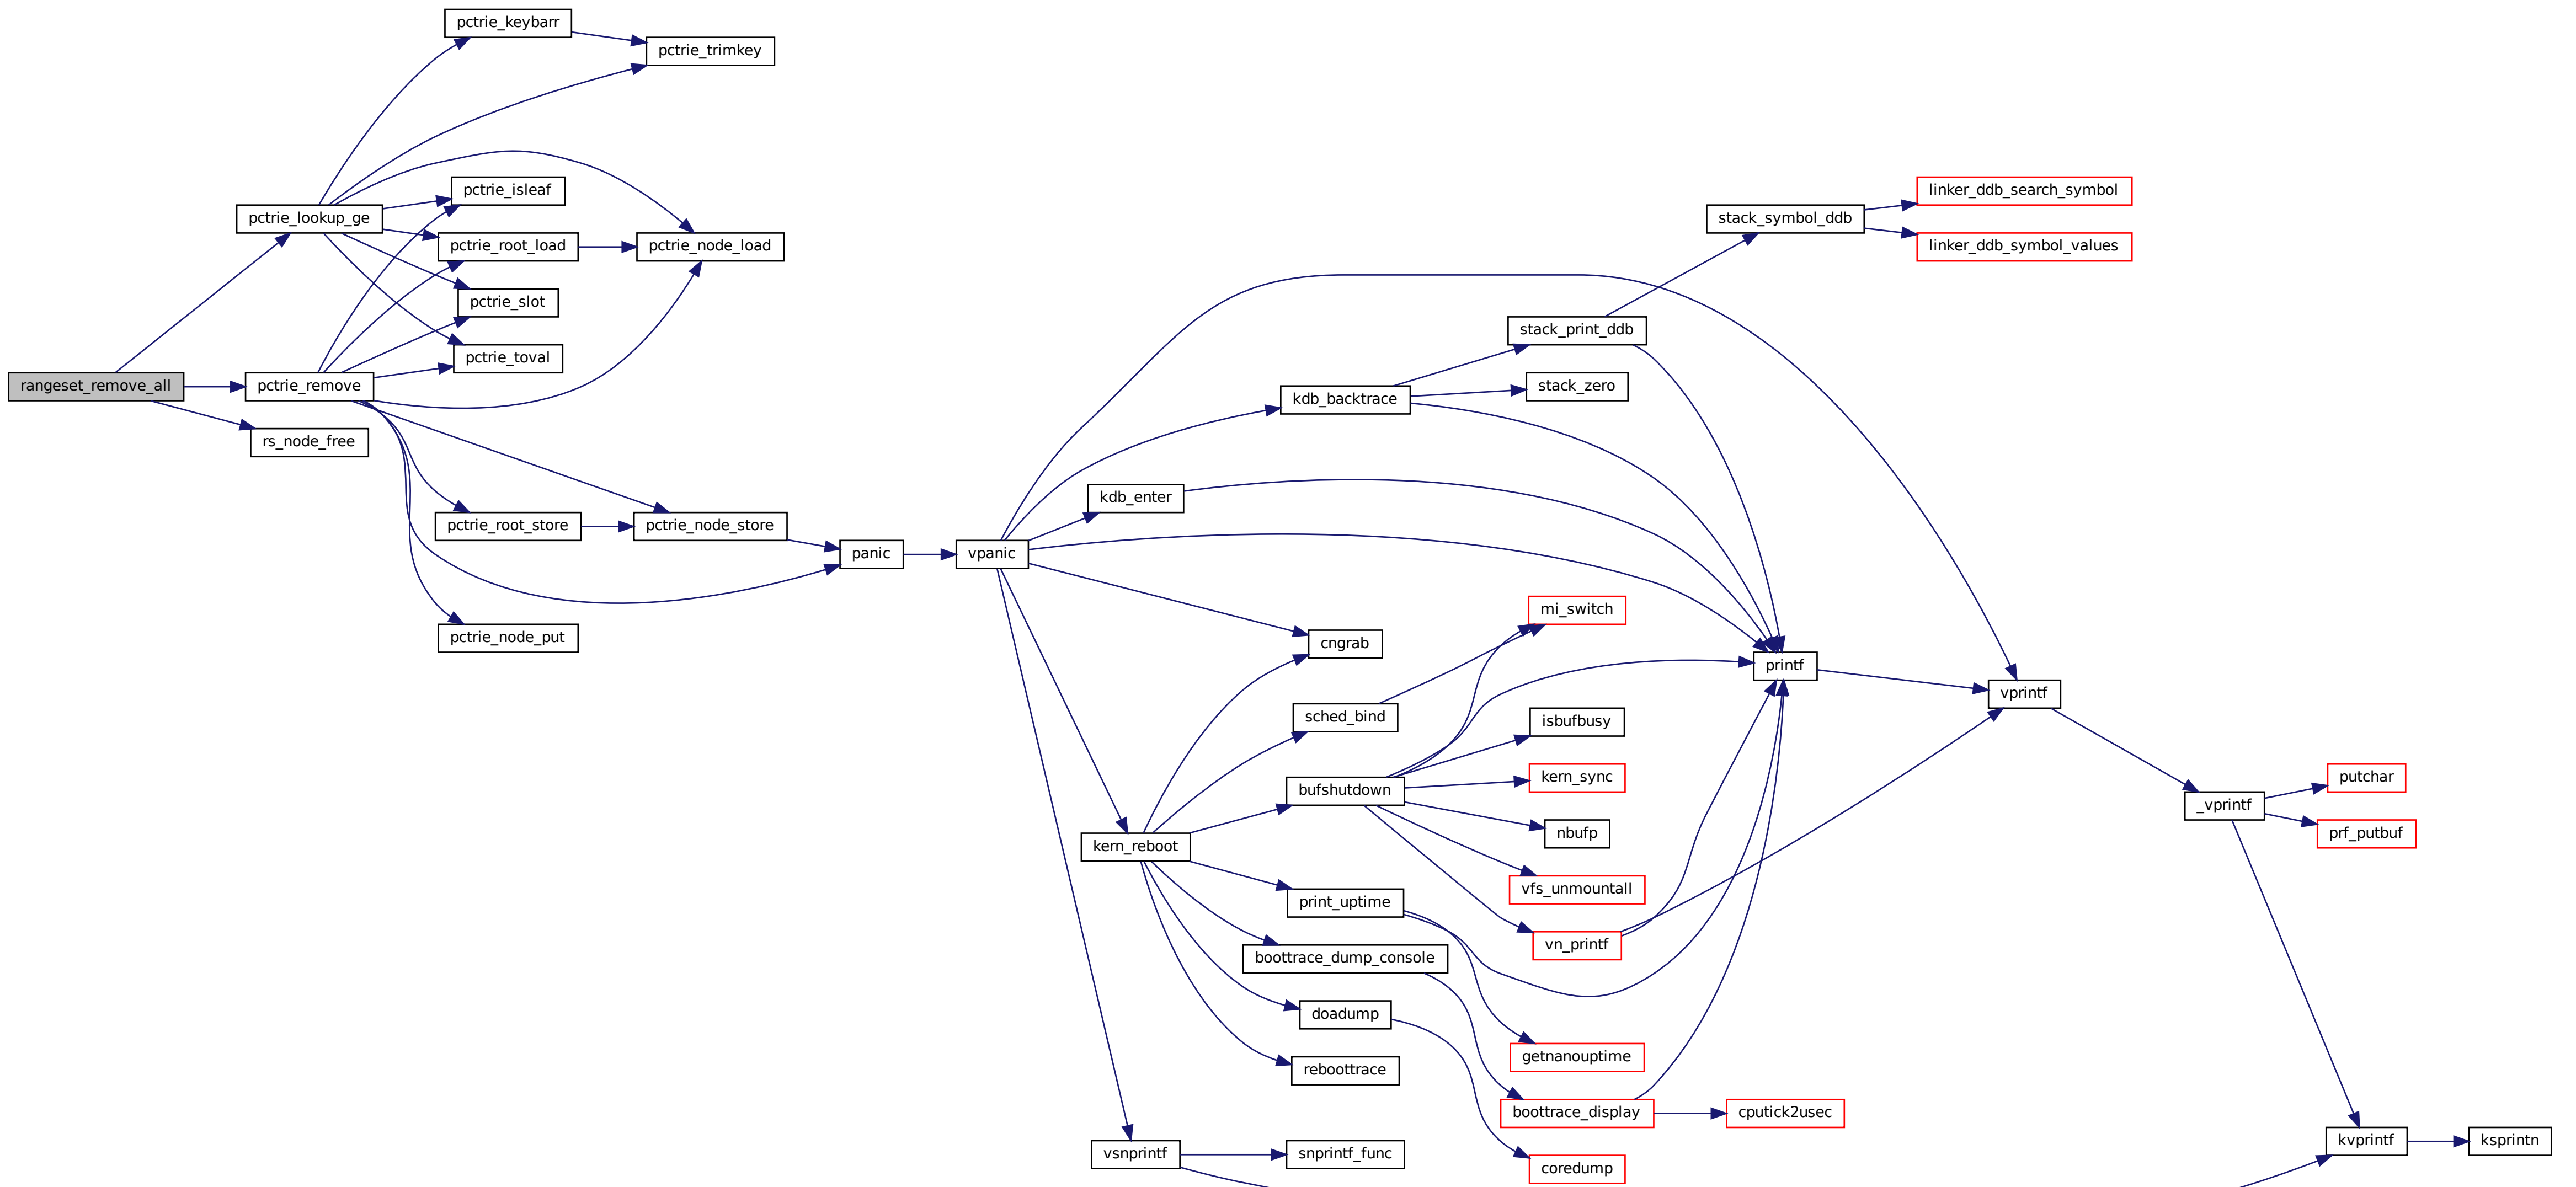 pctrie_keybarr
pctrie_trimkey
pctrie_isleaf
linker_ddb_search_symbol
pctrie_lookup_ge
stack_symbol_ddb
pctrie_root_load
pctrie_node_load
linker_ddb_symbol_values
pctrie_slot
stack_print_ddb
pctrie_toval
rangeset_remove_all
pctrie_remove
stack_zero
kdb_backtrace
rs_node_free
kdb_enter
pctrie_root_store
pctrie_node_store
panic
vpanic
mi_switch
pctrie_node_put
cngrab
printf
vprintf
sched_bind
isbufbusy
kern_sync
putchar
bufshutdown
_vprintf
nbufp
prf_putbuf
kern_reboot
vfs_unmountall
print_uptime
vn_printf
boottrace_dump_console
doadump
getnanouptime
reboottrace
boottrace_display
cputick2usec
kvprintf
ksprintn
vsnprintf
snprintf_func
coredump